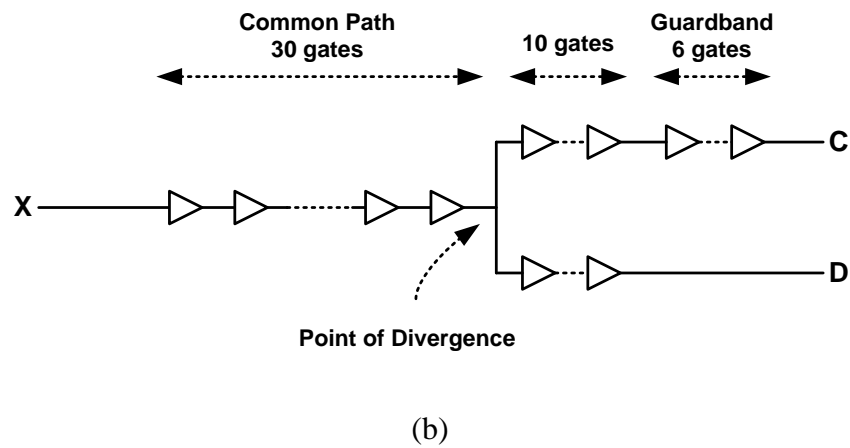 Common Path
30 gates
10 gates
Guardband
6 gates
C
X
D
Point of Divergence
(b)